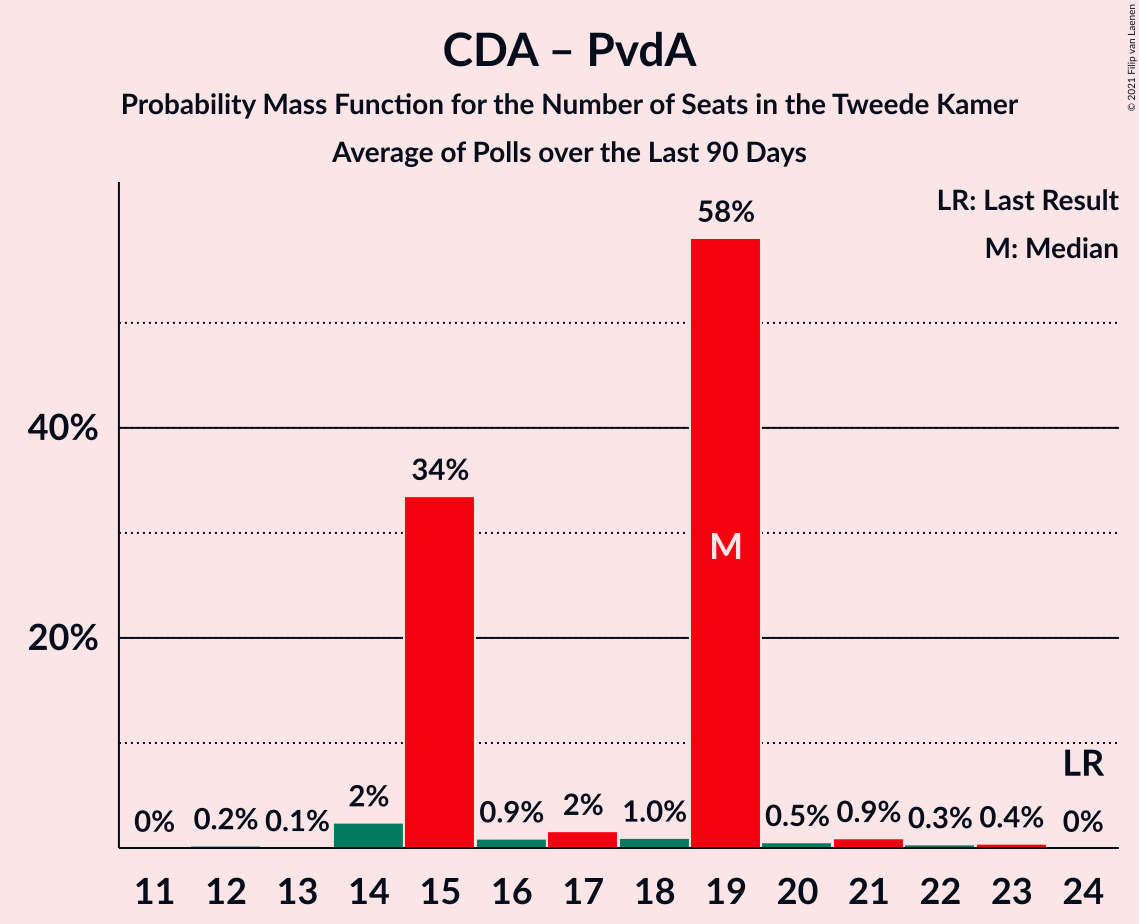 CDA – PvdA
Probability Mass Function for the Number of Seats in the Tweede Kamer
Average of Polls over the Last 90 Days
© 2021 Filip van Laenen
LR: Last Result
M: Median
58%
40%
34%
M
20%
LR
0%
0.2%
0.1%
2%
0.9%
2%
1.0%
0.5%
0.9%
0.3%
0.4%
0%
11 12 13 14 15 16 17 18 19 20 21 22 23 24